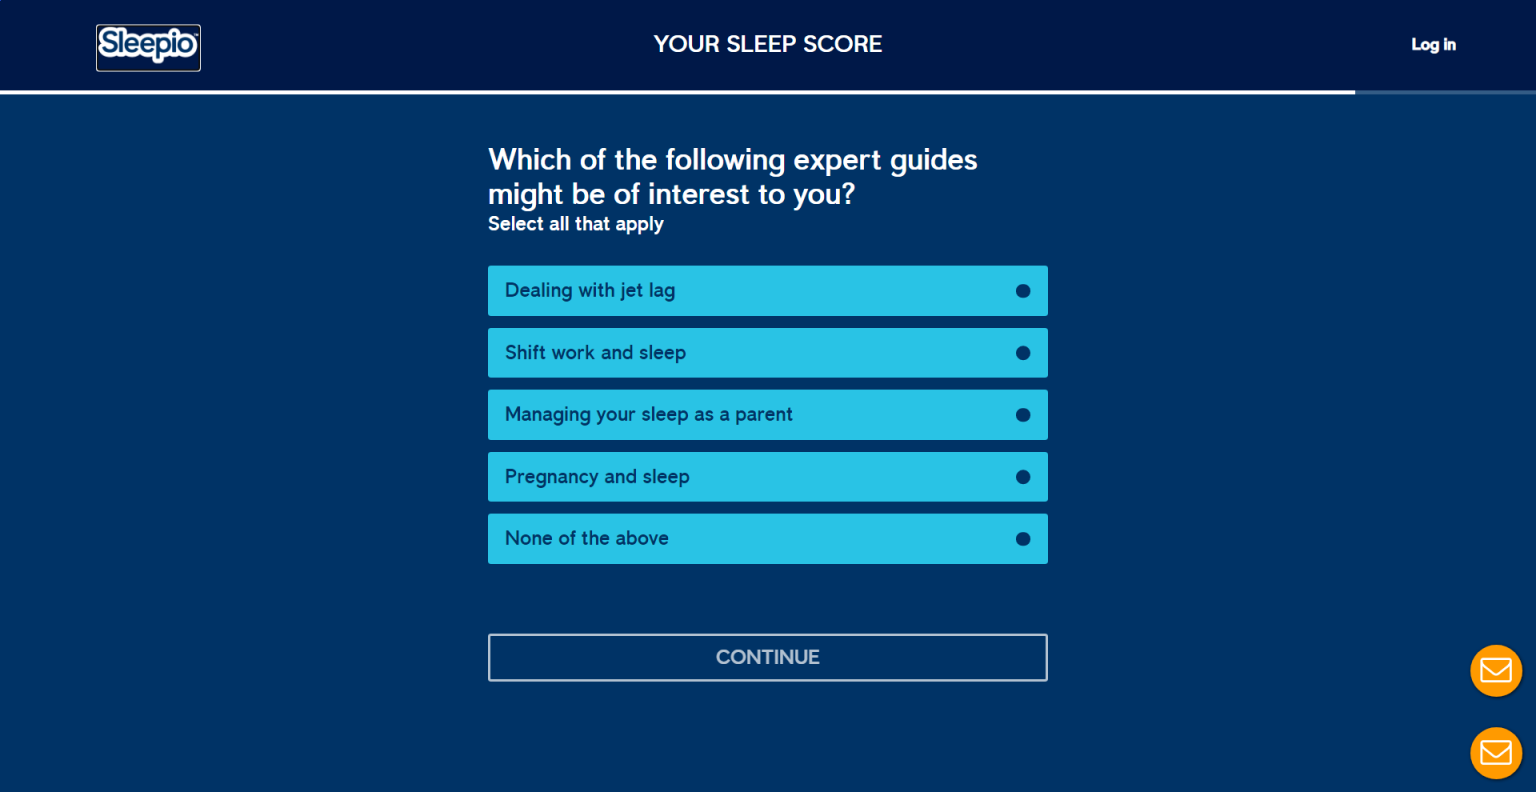 Sleepio™
YOUR SLEEP SCORE
Log in
Which of the following expert guides
might be of interest to you?
Select all that apply
Dealing with jet lag
Shift work and sleep
Managing your sleep as a parent
Pregnancy and sleep
None of the above
CONTINUE